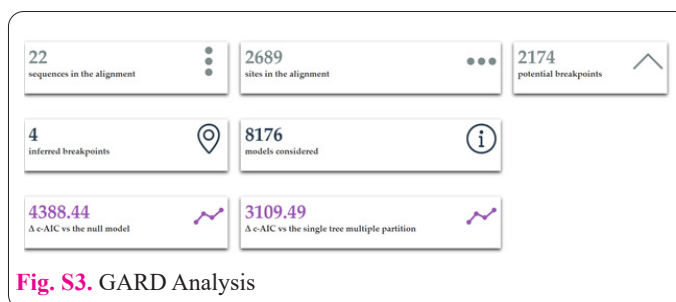 22
sequences in the alignment
2689
sites in the alignment
2174
potential breakpoints
4
inferred breakpoints
8176
models considered
4388.44
Δ c-AIC vs the null model
3109.49
Δ c-AIC vs the single tree multiple partition
Fig. S3. GARD Analysis